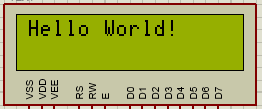 Hello World!
VSS VDD VEE RS RW E D0 D1 D2 D3 D4 D5 D6 D7